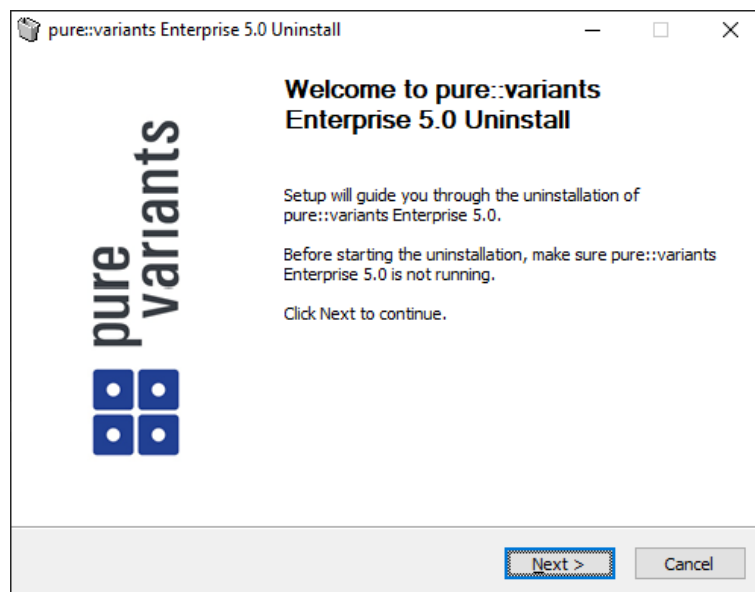 pure::variants Enterprise 5.0 Uninstall
Welcome to pure::variants
Enterprise 5.0 Uninstall
pure
variants
Setup will guide you through the uninstallation of
pure::variants Enterprise 5.0.
Before starting the uninstallation, make sure pure::variants
Enterprise 5.0 is not running.
Click Next to continue.
Next >
Cancel